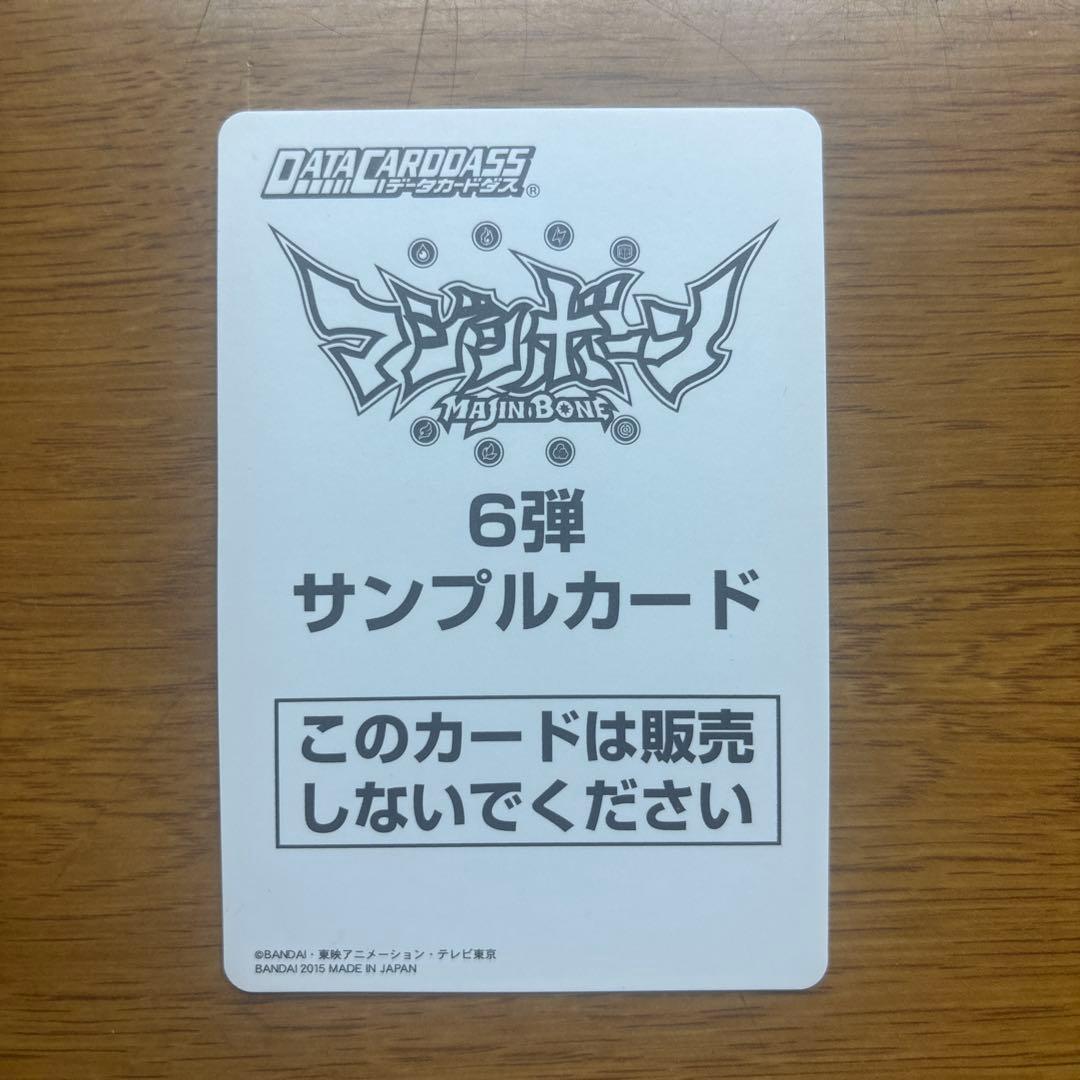 DATA CARDDASS
データカードダス®
マジンボーン
MAJIN BONE
6弾
サンプルカード
このカードは販売
しないでください
©BANDAI・東映アニメーション・テレビ東京
BANDAI 2015 MADE IN JAPAN